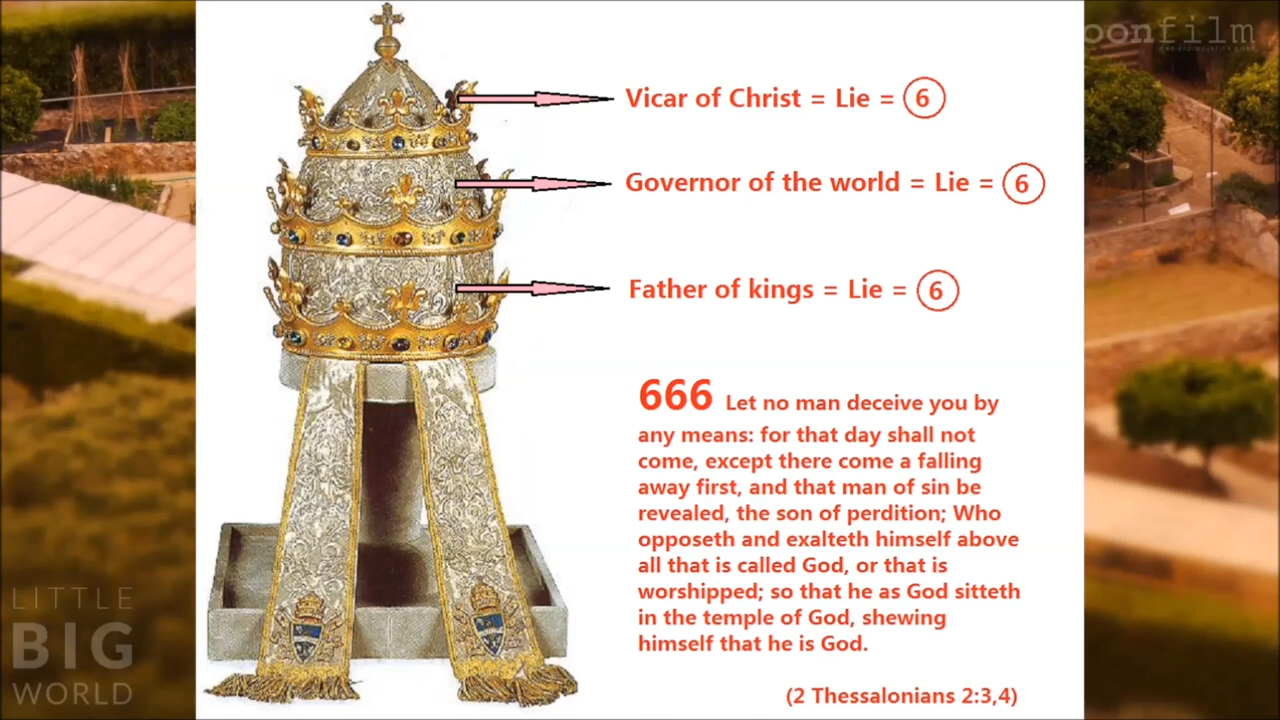 oonfilm
Vicar of Christ = Lie = 6
Governor of the world = Lie = 6
Father of kings = Lie = 6
666 Let no man deceive you by
any means: for that day shall not
come, except there come a falling
away first, and that man of sin be
revealed, the son of perdition; Who
opposeth and exalteth himself above
all that is called God, or that is
worshipped; so that he as God sitteth
in the temple of God, shewing
himself that he is God.
(2 Thessalonians 2:3,4)
LITTLE
BIG
WORLD